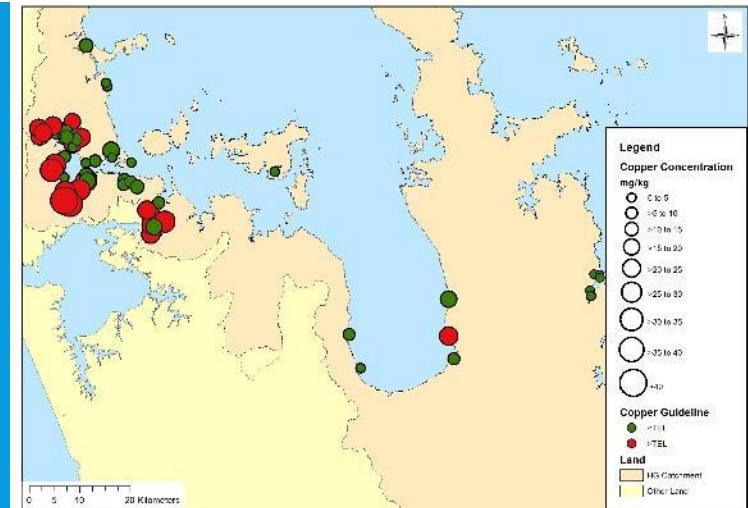 N
Legend
Copper Concentration
mg/kg
0 to 5
>5 to 10
>10 to 15
>15 to 20
>20 to 25
>25 to 30
>30 to 35
>35 to 40
>40
Copper Guideline
<TEL
>TEL
Land
HG Catchment
Other Land
0 5 10 20 Kilometers